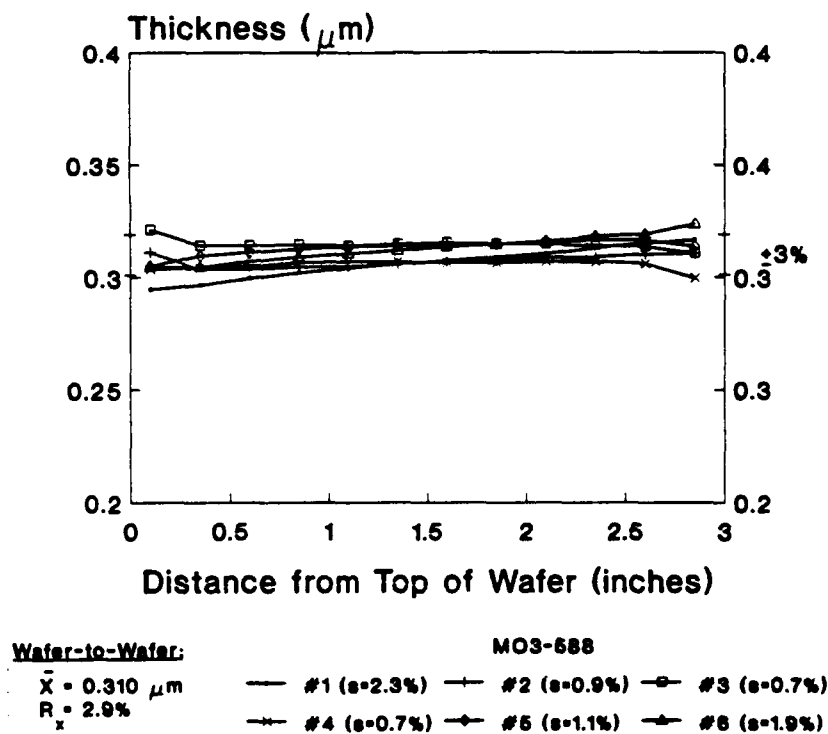 Thickness (μm)
0.4 0.4
0.35 0.4
±3%
0.3 0.3
0.25 0.3
0.2 0.2
0 0.5 1 1.5 2 2.5 3
Distance from Top of Wafer (inches)
Wafer-to-Wafer: MO3-588
X̄ = 0.310 μm #1 (s=2.3%) #2 (s=0.9%) #3 (s=0.7%)
Rx = 2.9% #4 (s=0.7%) #5 (s=1.1%) #6 (s=1.9%)